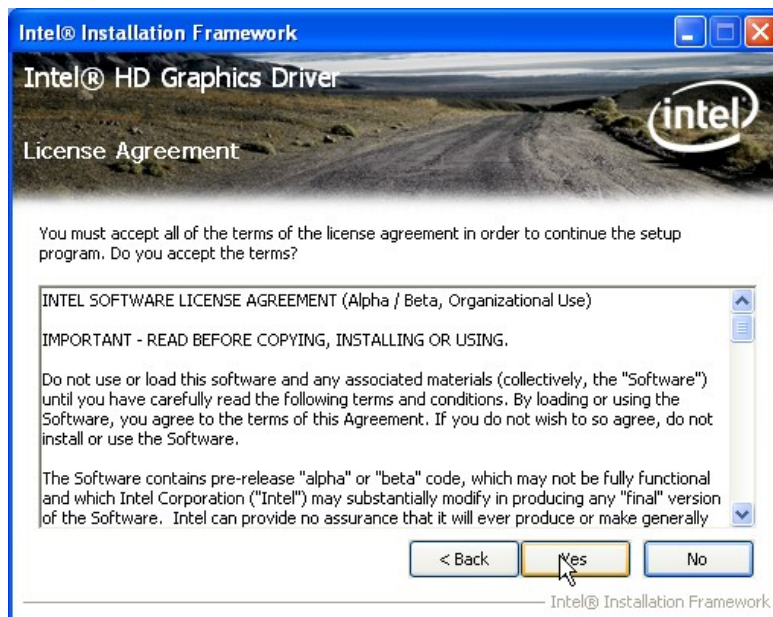 Intel® Installation Framework
Intel® HD Graphics Driver
intel
License Agreement
You must accept all of the terms of the license agreement in order to continue the setup
program. Do you accept the terms?
INTEL SOFTWARE LICENSE AGREEMENT (Alpha / Beta, Organizational Use)
IMPORTANT - READ BEFORE COPYING, INSTALLING OR USING.
Do not use or load this software and any associated materials (collectively, the "Software")
until you have carefully read the following terms and conditions. By loading or using the
Software, you agree to the terms of this Agreement. If you do not wish to so agree, do not
install or use the Software.
The Software contains pre-release "alpha" or "beta" code, which may not be fully functional
and which Intel Corporation ("Intel") may substantially modify in producing any "final" version
of the Software.  Intel can provide no assurance that it will ever produce or make generally
< Back
Yes
No
Intel® Installation Framework